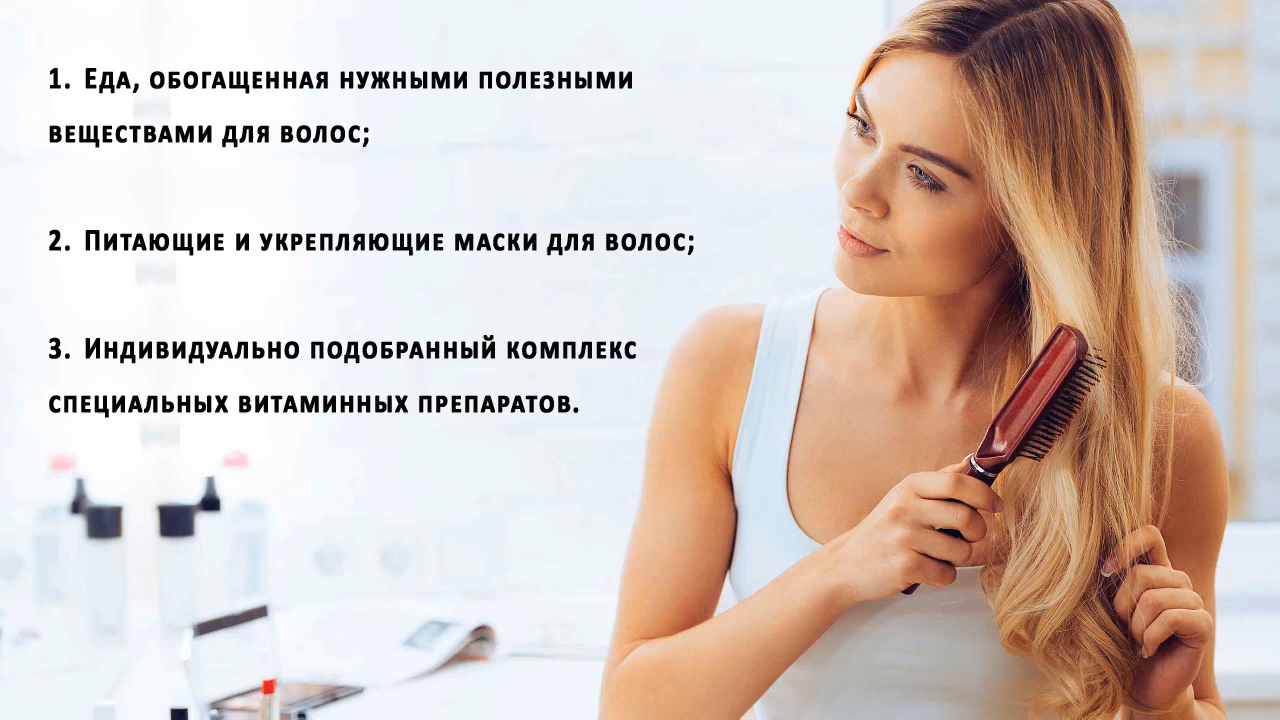 1. Еда, обогащенная нужными полезными
веществами для волос;
2. Питающие и укрепляющие маски для волос;
3. Индивидуально подобранный комплекс
специальных витаминных препаратов.